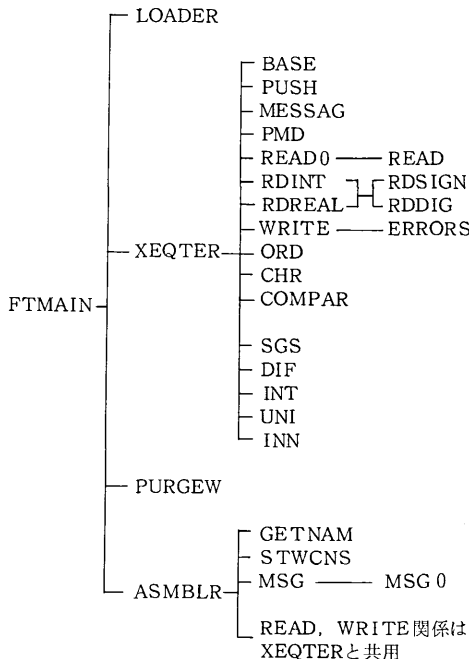 LOADER
BASE
PUSH
MESSAG
PMD
READ0 READ
RDINT RDSIGN
RDREAL RDDIG
WRITE ERRORS
XEQTER ORD
CHR
COMPAR
FTMAIN
SGS
DIF
INT
UNI
INN
PURGEW
GETNAM
STWCNS
MSG MSG0
ASMBLR
READ, WRITE関係は
XEQTERと共用